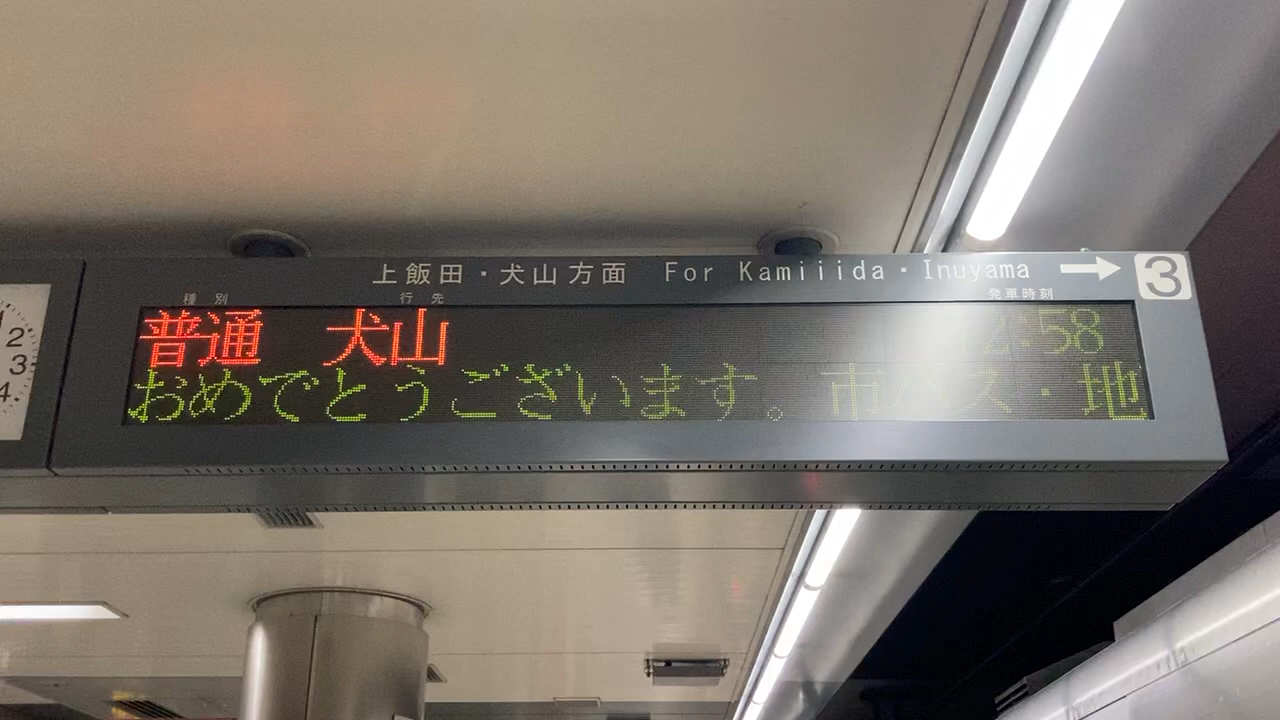 上飯田・犬山方面 For Kamiiida・Inuyama → 3
種別 行先 発車時刻
普通 犬山
おめでとうございます。市バス・地
2
3
4